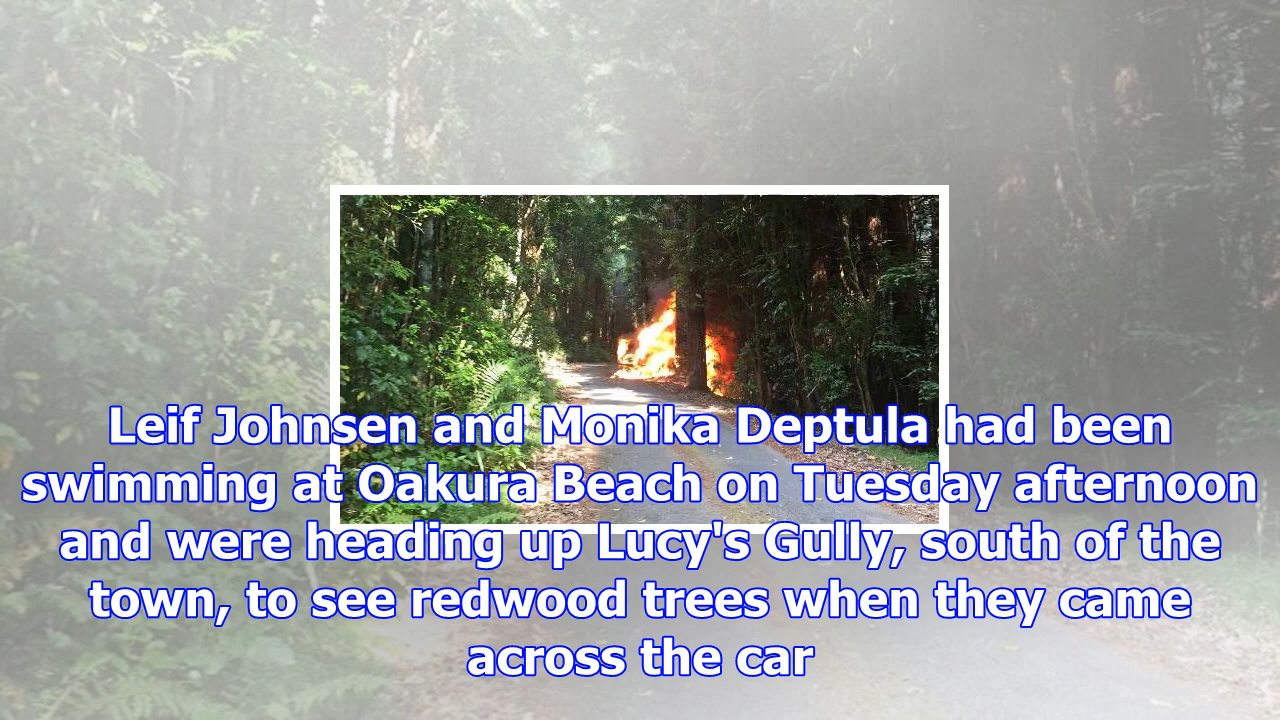 Leif Johnsen and Monika Deptula had been
swimming at Oakura Beach on Tuesday afternoon
and were heading up Lucy's Gully, south of the
town, to see redwood trees when they came
across the car